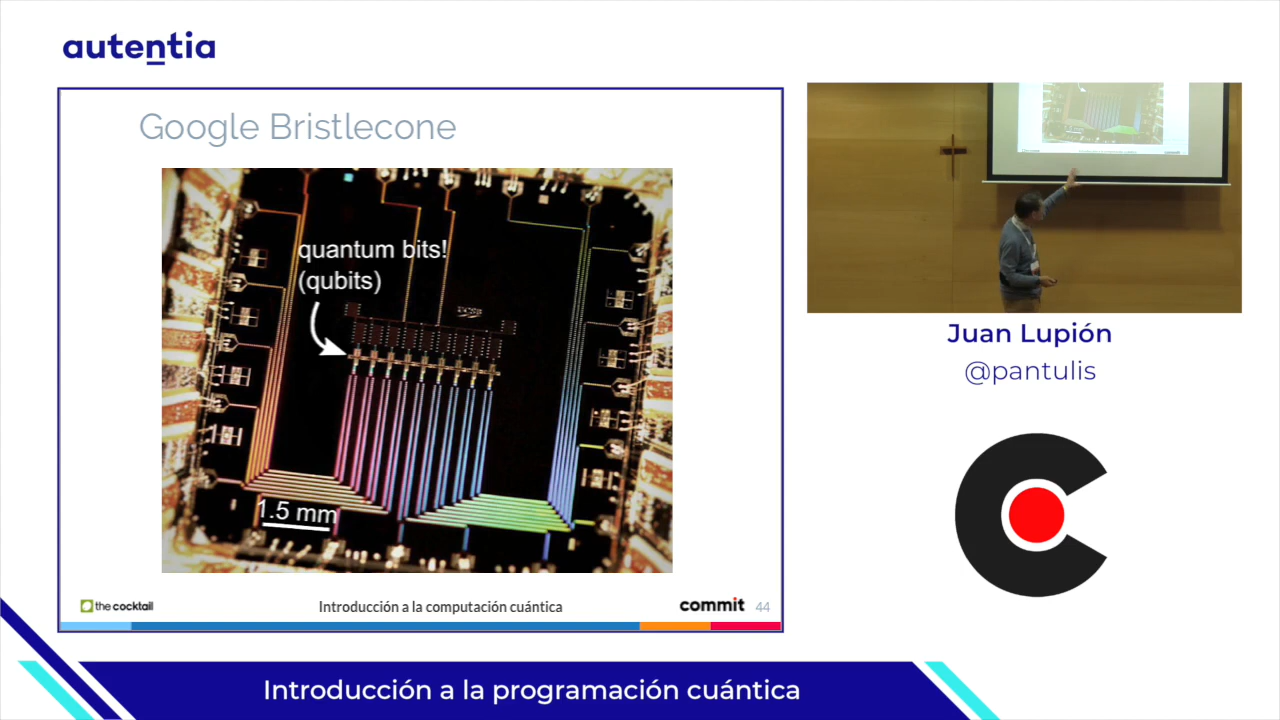 autentia
Google Bristlecone
quantum bits!
(qubits)
UCSB
1.5 mm
the cocktail
Introducción a la computación cuántica
commit
44
Juan Lupión
@pantulis
Introducción a la programación cuántica